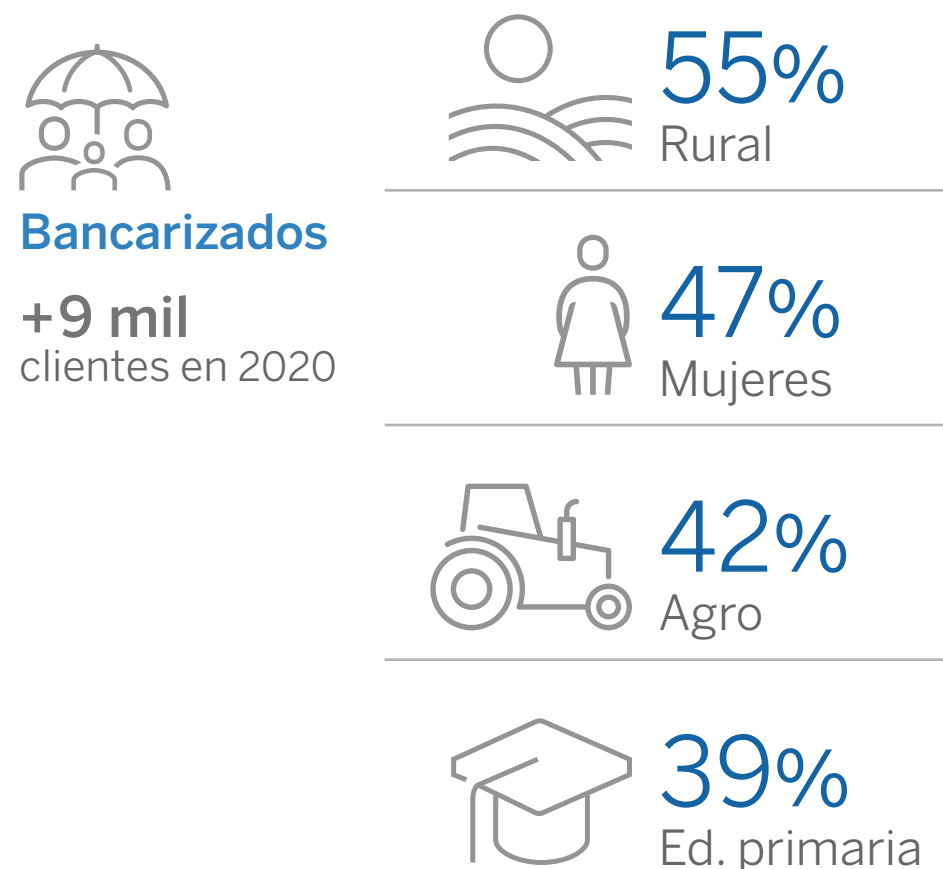 Bancarizados
+9 mil
clientes en 2020
55%
Rural
47%
Mujeres
42%
Agro
39%
Ed. primaria